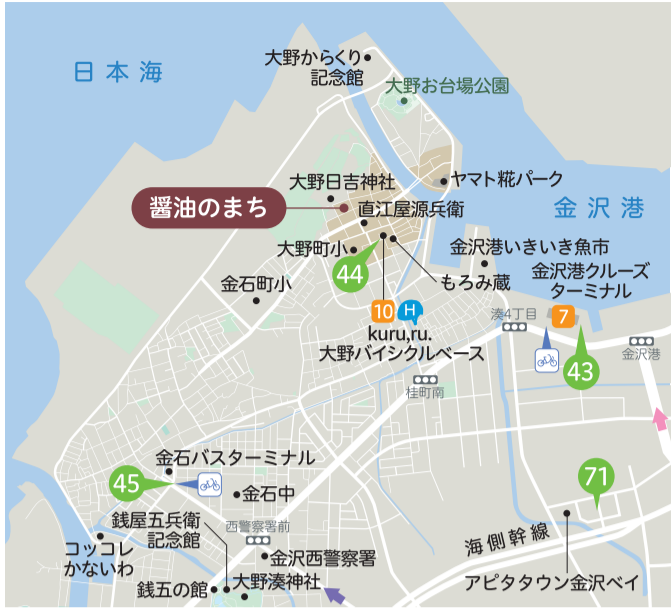 日本海
大野からくり
記念館
大野お台場公園
大野日吉神社
ヤマト糀パーク
醤油のまち
直江屋源兵衛
金沢港
大野町小
44
もろみ蔵
金沢港いきいき魚市
金沢港クルーズ
ターミナル
金石町小
10
H
kuru,ru.
大野バイシクルベース
湊4丁目
7
金沢港
43
桂町南
金石バスターミナル
45
金石中
71
銭屋五兵衛
記念館
西警察署前
海側幹線
コッコレ
かないわ
金沢西警察署
銭五の館
大野湊神社
アピタタウン金沢ベイ